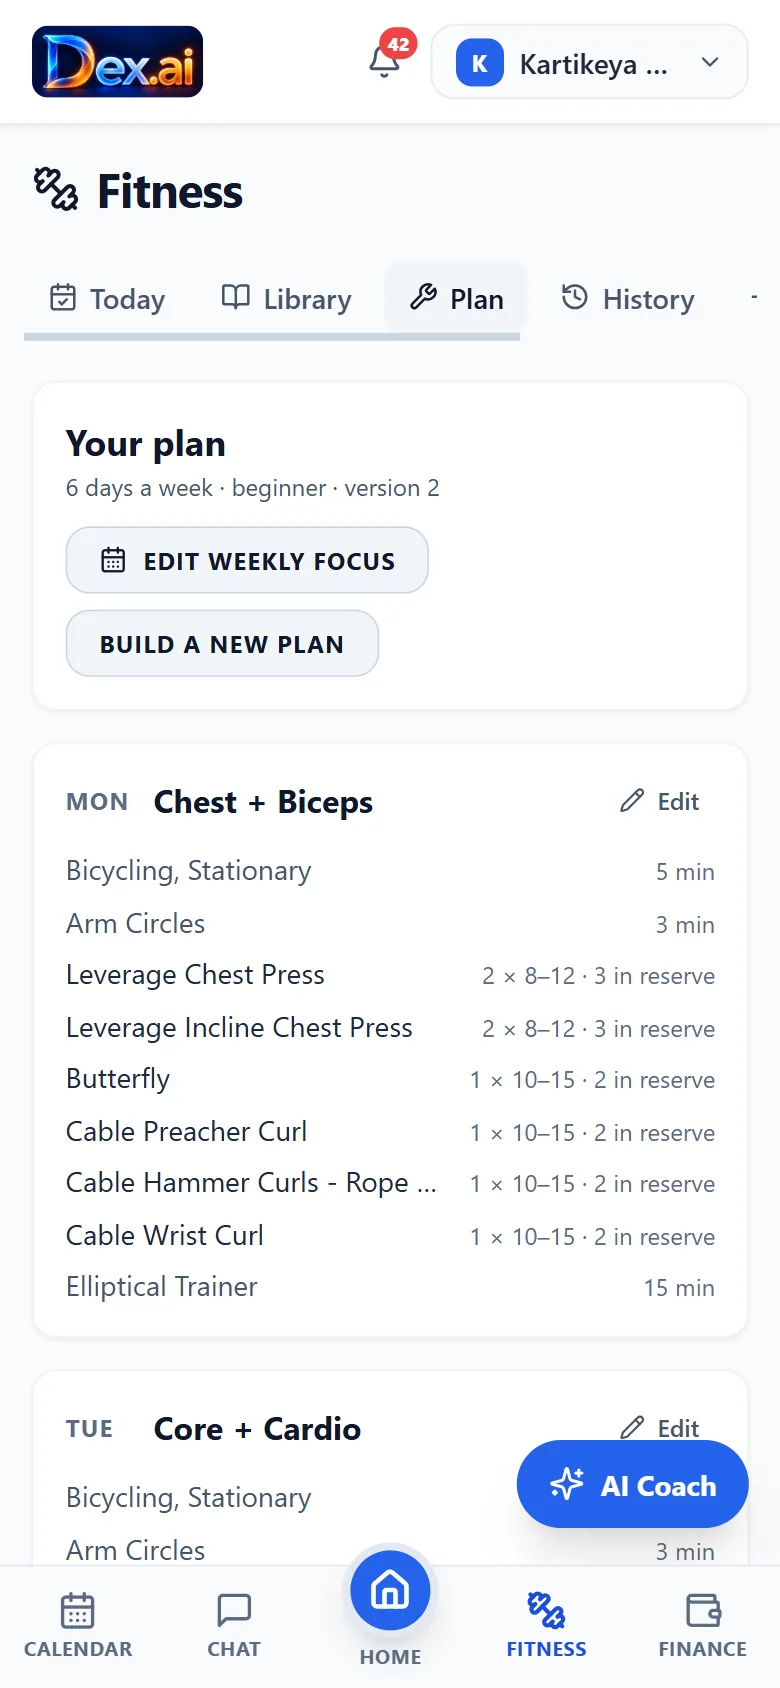 Dex.ai
42
K
Kartikeya ...
Fitness
Today
Library
Plan
History
Your plan
6 days a week · beginner · version 2
EDIT WEEKLY FOCUS
BUILD A NEW PLAN
MON Chest + Biceps Edit
Bicycling, Stationary 5 min
Arm Circles 3 min
Leverage Chest Press 2 × 8–12 · 3 in reserve
Leverage Incline Chest Press 2 × 8–12 · 3 in reserve
Butterfly 1 × 10–15 · 2 in reserve
Cable Preacher Curl 1 × 10–15 · 2 in reserve
Cable Hammer Curls - Rope ... 1 × 10–15 · 2 in reserve
Cable Wrist Curl 1 × 10–15 · 2 in reserve
Elliptical Trainer 15 min
TUE Core + Cardio Edit
Bicycling, Stationary
AI Coach
Arm Circles 3 min
CALENDAR
CHAT
HOME
FITNESS
FINANCE